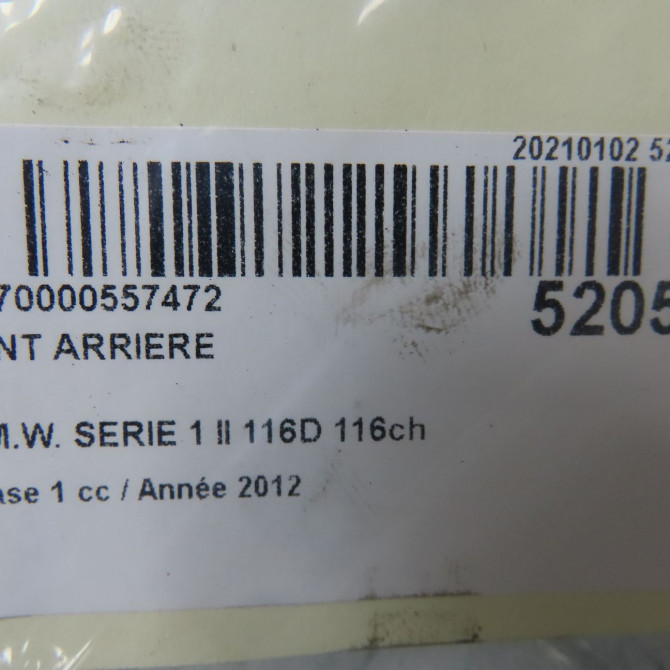 20210102 52
70000557472
5205
NT ARRIERE
M.W. SERIE 1 II 116D 116ch
ase 1 cc / Année 2012